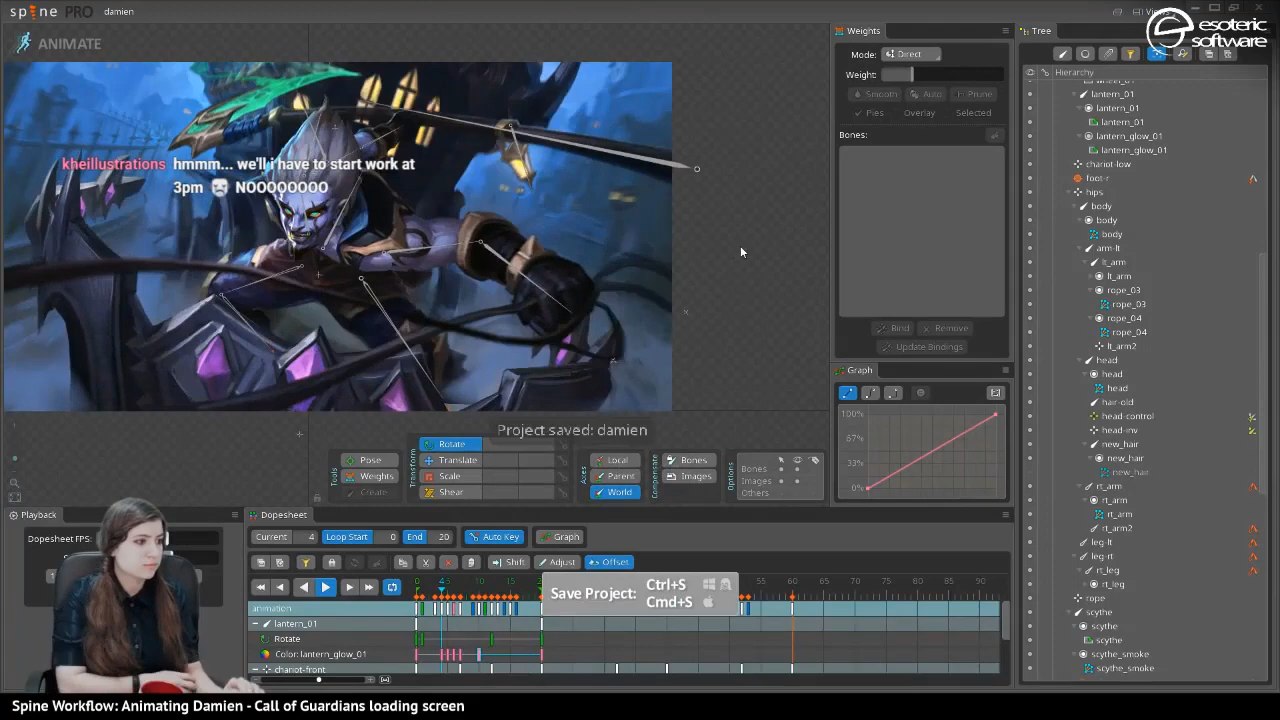 spine PRO damien
Views
esoteric
software
ANIMATE
kheillustrations hmmm... we'll i have to start work at
3pm NOOOOOOOO
Project saved: damien
Tools
Pose
Weights
Create
Transform
Rotate
Translate
Scale
Shear
Axes
Local
Parent
World
Compensate
Bones
Images
Options
Bones
Images
Others
Weights
Mode: Direct
Weight:
Smooth Auto Prune
Pies Overlay Selected
Bones:
Bind Remove
Update Bindings
Graph
100%
67%
33%
0%
Tree
Hierarchy
lantern_01
lantern_01
lantern_01
lantern_glow_01
lantern_glow_01
chariot-low
foot-r
hips
body
body
body
arm-lt
lt_arm
lt_arm
rope_03
rope_03
rope_04
rope_04
lt_arm2
head
head
head
hair-old
head-control
head-inv
new_hair
new_hair
new_hair
rt_arm
rt_arm
rt_arm
rt_arm2
leg-lt
leg-rt
rt_leg
rt_leg
rope
scythe
scythe
scythe
scythe_smoke
scythe_smoke
Playback
Dopesheet FPS:
Dopesheet
Current 4 Loop Start 0 End 20 Auto Key Graph
Shift Adjust Offset
0 5 10 15 55 60 65 70 75 80 85 90
Save Project: Ctrl+S
Cmd+S
animation
lantern_01
Rotate
Color: lantern_glow_01
chariot-front
Spine Workflow: Animating Damien - Call of Guardians loading screen